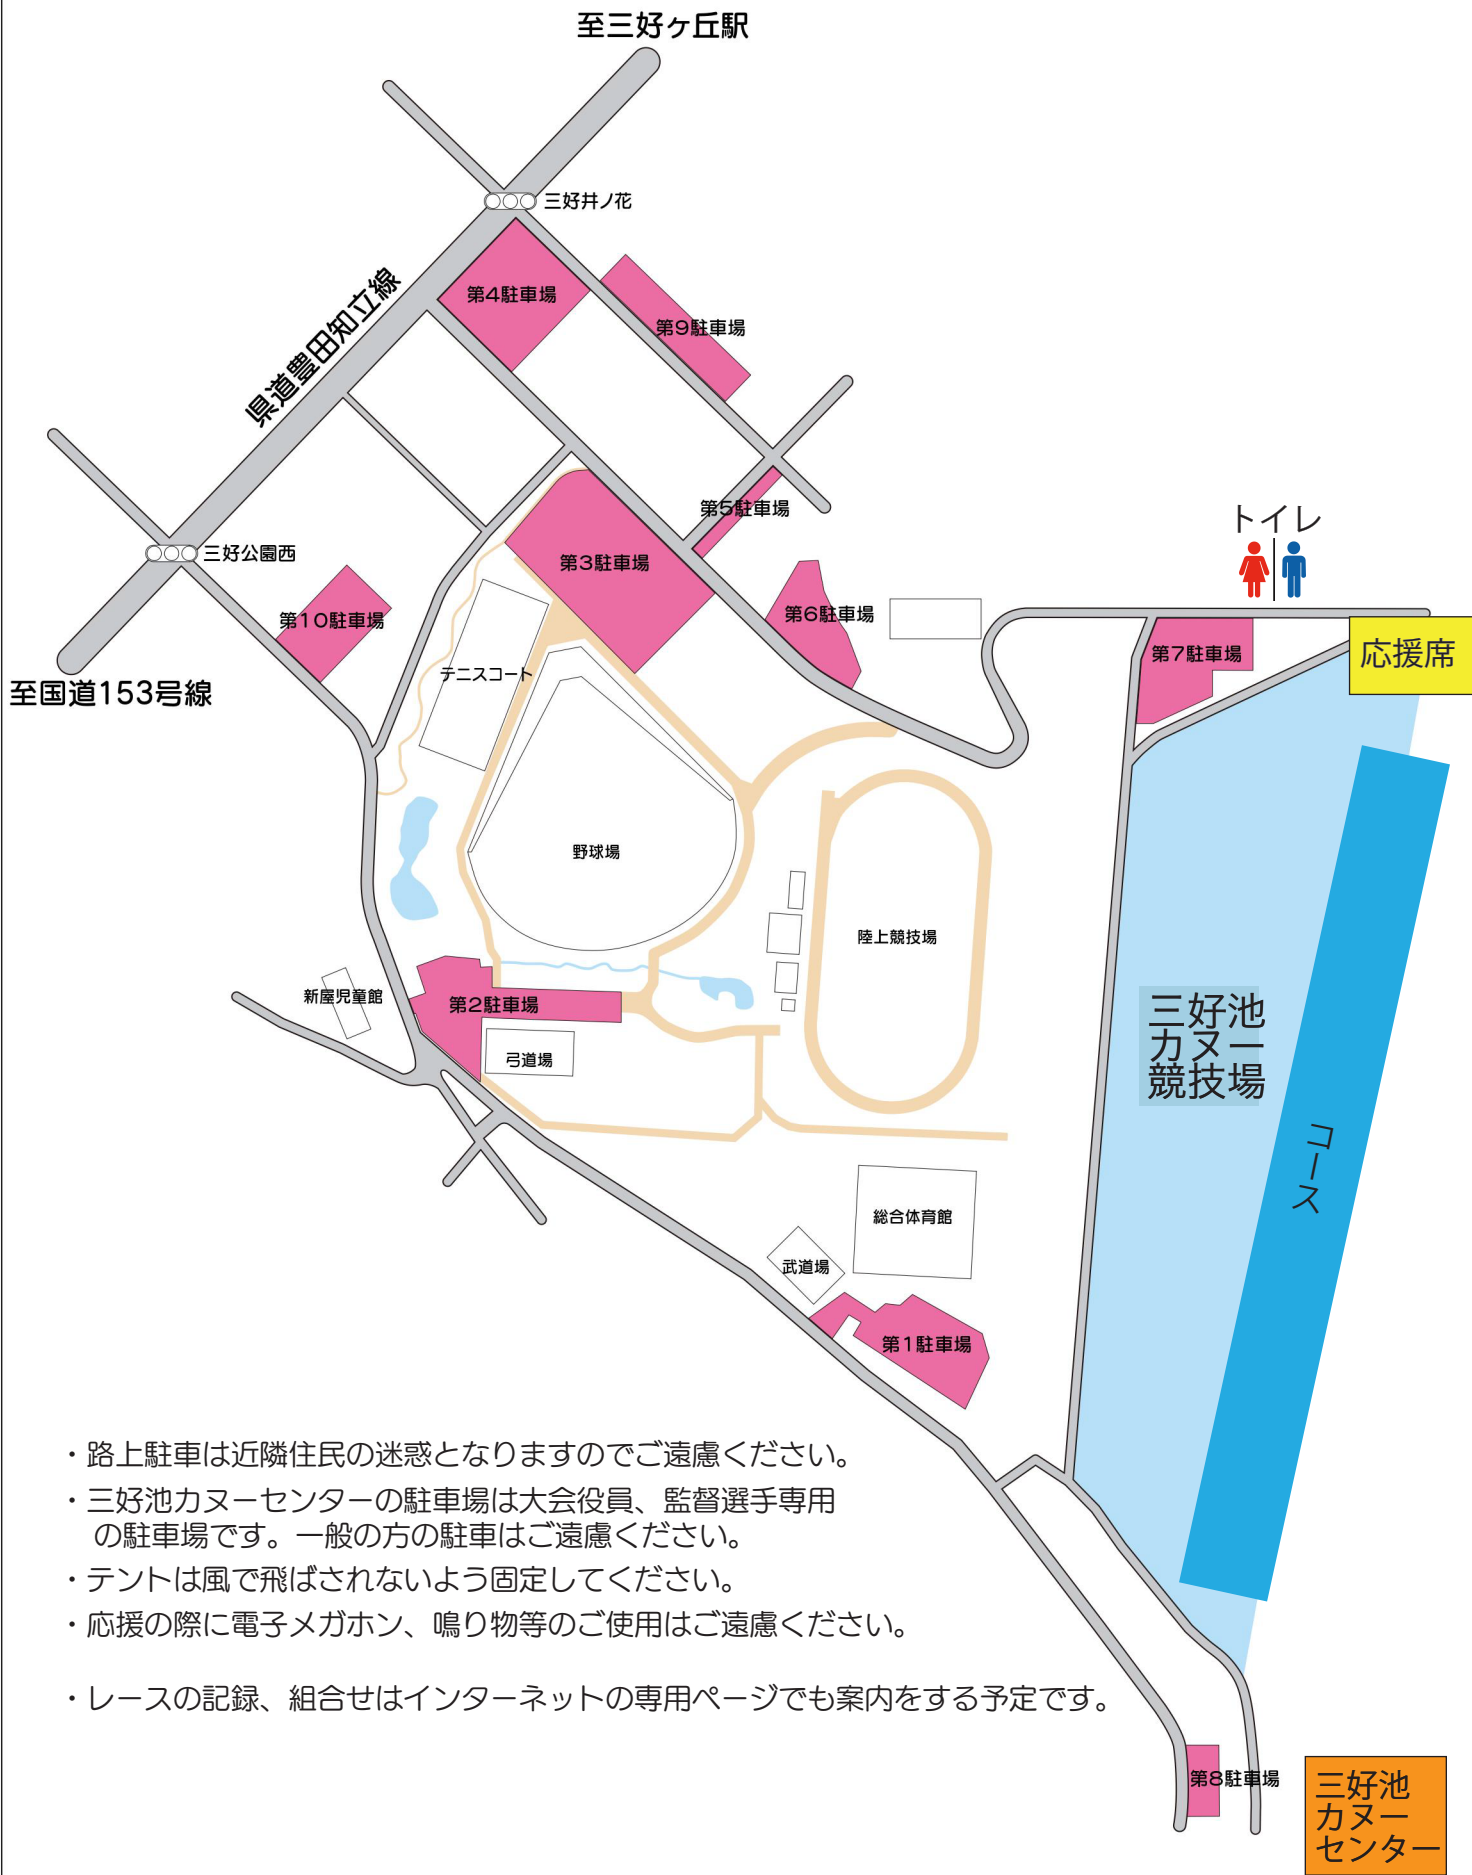 至三好ヶ丘駅
三好井ノ花
県道豊田知立線
第4駐車場
第9駐車場
第5駐車場
三好公園西
第3駐車場
第10駐車場
第6駐車場
トイレ
第7駐車場
応援席
至国道153号線
テニスコート
野球場
陸上競技場
新屋児童館
第2駐車場
弓道場
三好池
カヌー
競技場
コース
総合体育館
武道場
第1駐車場
・路上駐車は近隣住民の迷惑となりますのでご遠慮ください。
・三好池カヌーセンターの駐車場は大会役員、監督選手専用
の駐車場です。一般の方の駐車はご遠慮ください。
・テントは風で飛ばされないよう固定してください。
・応援の際に電子メガホン、鳴り物等のご使用はご遠慮ください。
・レースの記録、組合せはインターネットの専用ページでも案内をする予定です。
第8駐車場
三好池
カヌー
センター